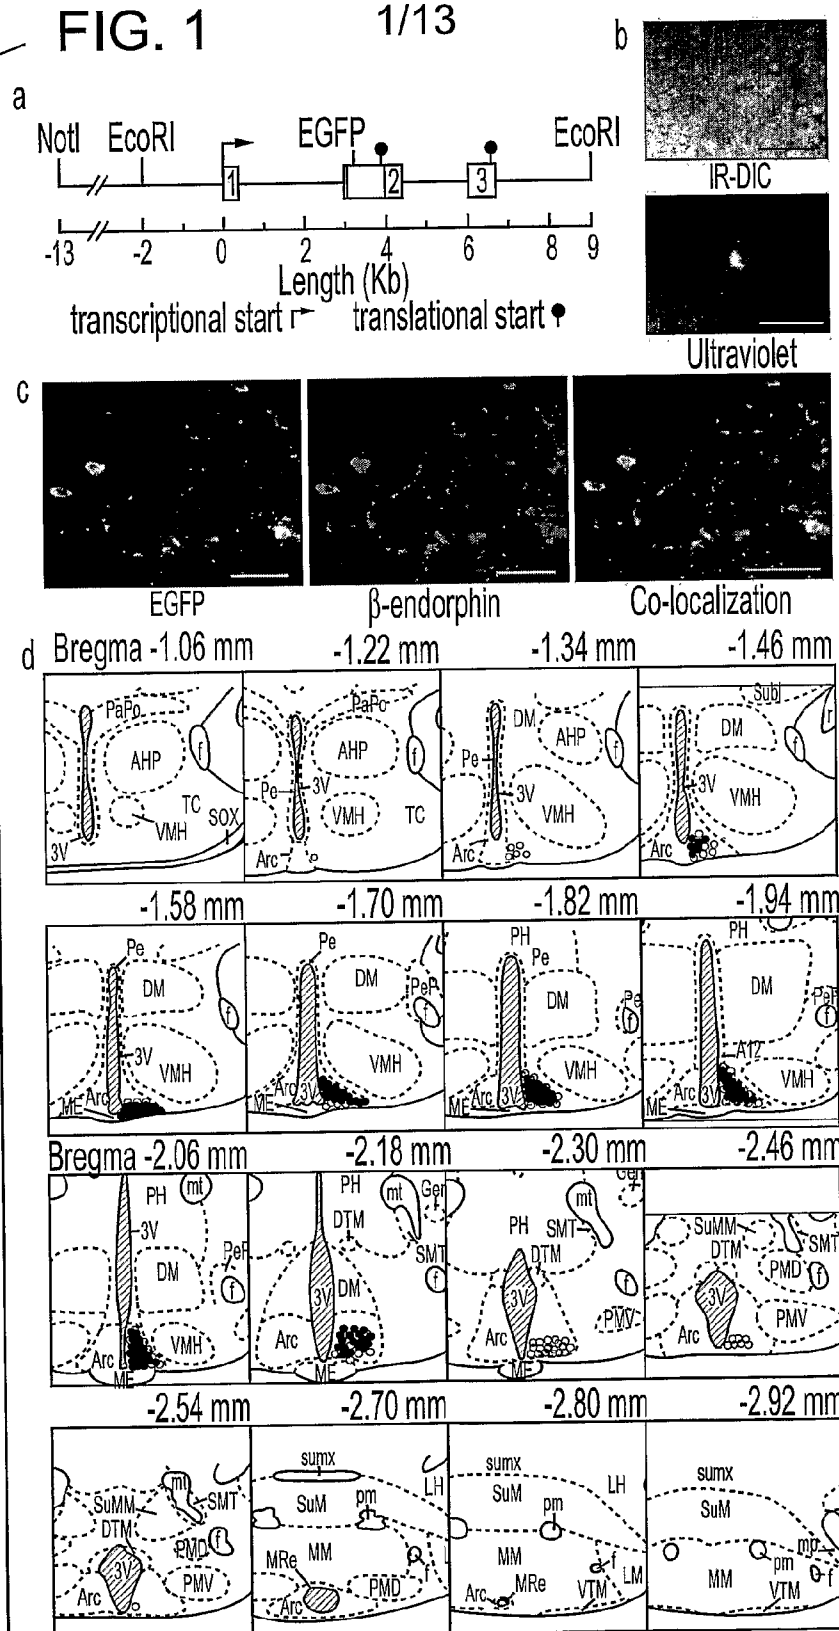 FIG. 1
1/13
a
NotI EcoRI EGFP EcoRI
1 2 3
-13 -2 0 2 4 6 8 9
Length (Kb)
transcriptional start translational start
b
IR-DIC
Ultraviolet
c
EGFP β-endorphin Co-localization
d Bregma -1.06 mm -1.22 mm -1.34 mm -1.46 mm
PaPo AHP f TC VMH SOX 3V
PaPo AHP f Pe 3V VMH TC Arc
DM AHP f Pe 3V VMH Arc
SubI DM 3V VMH Arc
-1.58 mm -1.70 mm -1.82 mm -1.94 mm
Pe DM f 3V VMH Arc ME
Pe DM PeF f VMH Arc 3V ME
PH Pe DM f VMH Arc 3V ME
PH DM PeF f A12 VMH Arc 3V ME
Bregma -2.06 mm -2.18 mm -2.30 mm -2.46 mm
PH mt 3V DM f Arc VMH ME
PH mt Gem DTM SMT DM f 3V Arc ME
mt PH SMT DTM f 3V PMV Arc ME
SuMM DTM SMT PMD f 3V PMV Arc
-2.54 mm -2.70 mm -2.80 mm -2.92 mm
mt SuMM SMT DTM PMD f 3V PMV Arc
sumx SuM pm LH MM MRe f PMD Arc
sumx SuM pm LH MM f LM Arc MRe VTM
sumx SuM pm mp MM f VTM